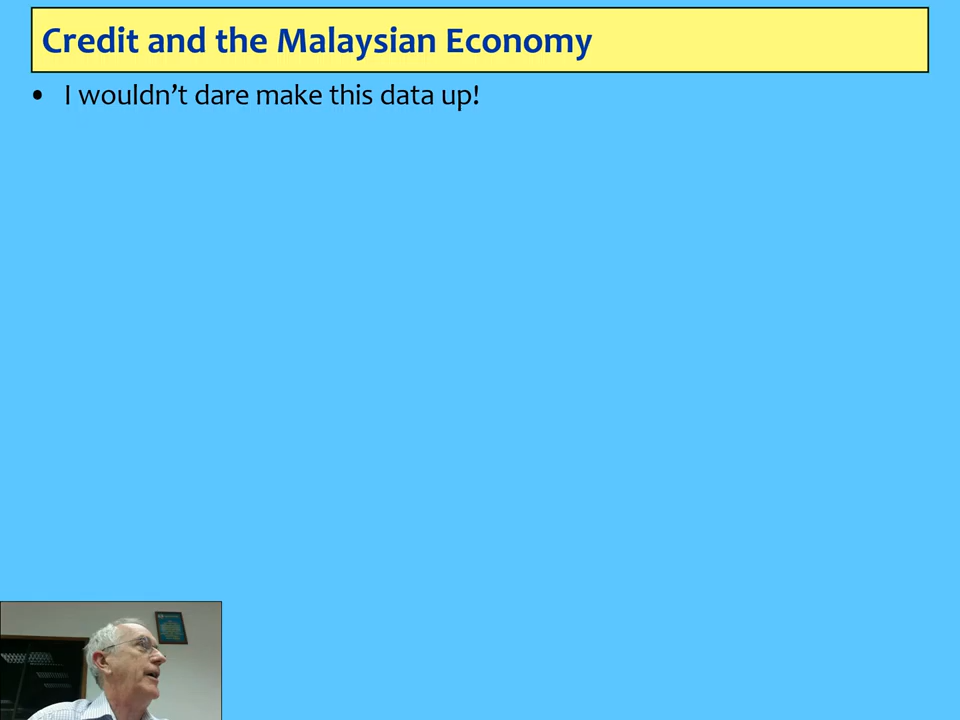 Credit and the Malaysian Economy
• I wouldn’t dare make this data up!